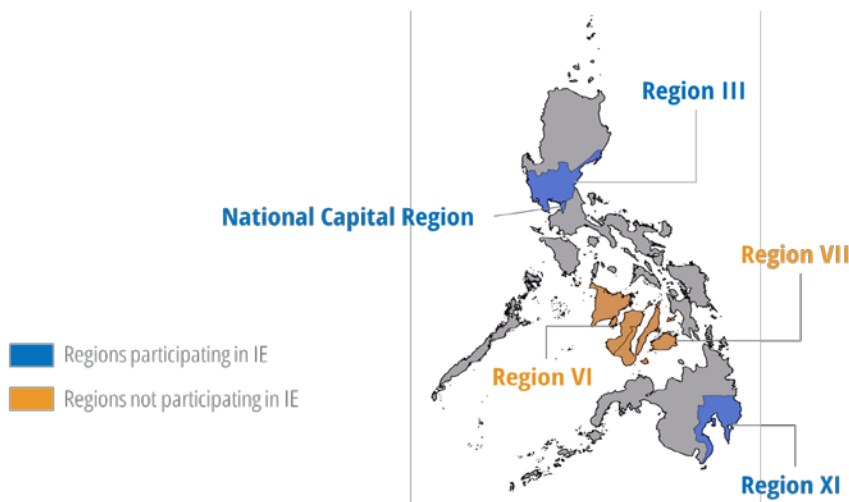 Region III
National Capital Region
Region VII
Regions participating in IE
Region VI
Regions not participating in IE
Region XI